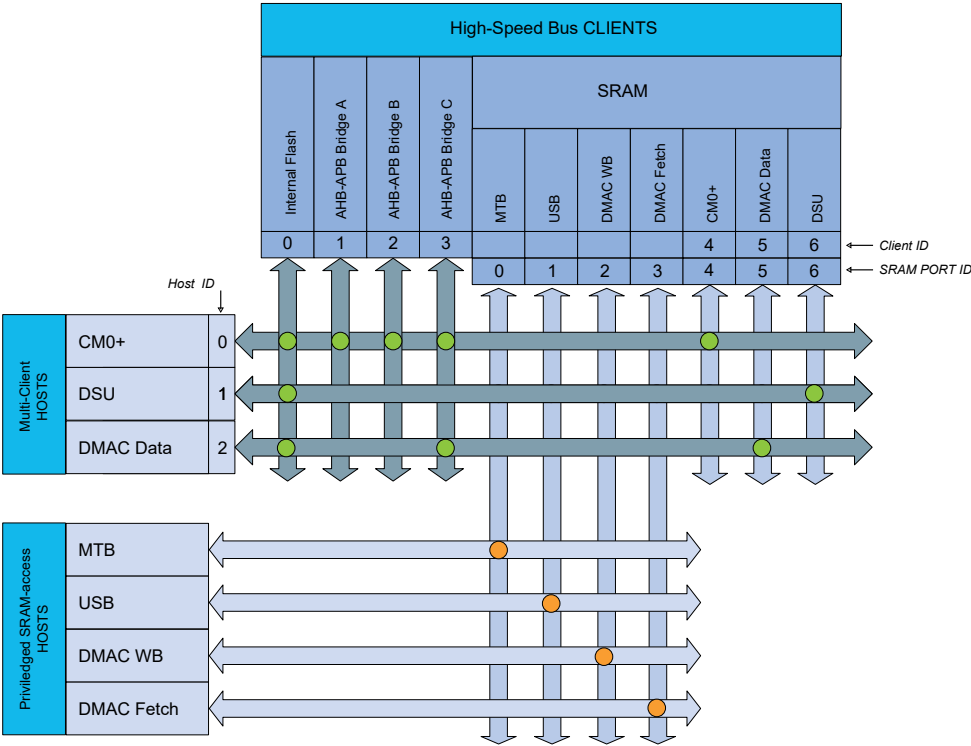 High-Speed Bus CLIENTS
SRAM
Internal Flash
AHB-APB Bridge A
AHB-APB Bridge B
AHB-APB Bridge C
MTB
USB
DMAC WB
DMAC Fetch
CM0+
DMAC Data
DSU
0 1 2 3 4 5 6 Client ID
0 1 2 3 4 5 6 SRAM PORT ID
Host ID
Multi-Client
HOSTS
CM0+ 0
DSU 1
DMAC Data 2
Priviledged SRAM-access
HOSTS
MTB
USB
DMAC WB
DMAC Fetch